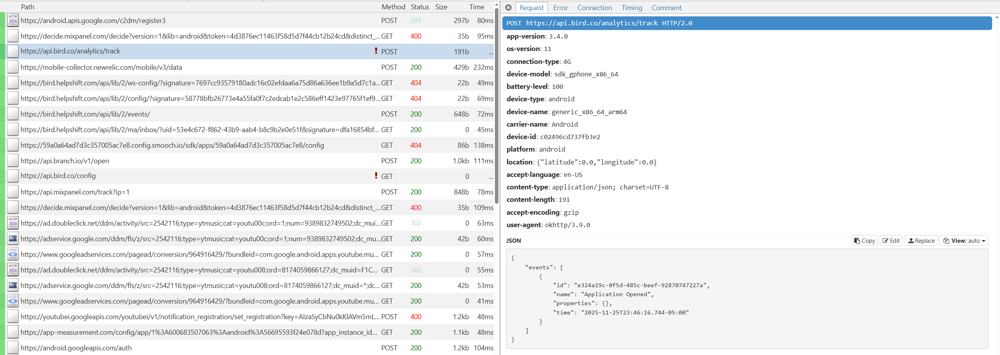 Path Method Status Size Time
HTTP 30x https://android.apis.google.com/c2dm/register3 POST 301 297b 80ms
https://decide.mixpanel.com/decide?version=1&lib=android&token=4d3876ec11463f58d5d7f44cb12b24cd&distinct_... GET 400 35b 95ms
https://api.bird.co/analytics/track ! POST 191b ...
https://mobile-collector.newrelic.com/mobile/v3/data POST 200 429b 232ms
https://bird.helpshift.com/api/lib/2/ws-config/?signature=7697cc93579180adc16c02efdaa6a75d86a636ee1b9a5d7c1a... GET 404 22b 49ms
https://bird.helpshift.com/api/lib/2/config/?signature=58778bfb26773e4a55fa0f7c2edcab1e2c586eff1423e97765f1ef9... GET 404 22b 69ms
https://bird.helpshift.com/api/lib/2/events/ POST 200 648b 72ms
https://bird.helpshift.com/api/lib/2/ma/inbox/?uid=53e4c672-f862-43b9-aab4-b8c9b2e0e51f&signature=dfa16854bf... GET 200 0 45ms
https://59a0a64ad7d3c357005ac7e8.config.smooch.io/sdk/apps/59a0a64ad7d3c357005ac7e8/config GET 404 86b 138ms
https://api.branch.io/v1/open POST 200 1.0kb 111ms
https://api.bird.co/config ! GET 0 ...
https://api.mixpanel.com/track?ip=1 POST 200 848b 78ms
https://decide.mixpanel.com/decide?version=1&lib=android&token=4d3876ec11463f58d5d7f44cb12b24cd&distinct_... GET 400 35b 109ms
HTTP 30x https://ad.doubleclick.net/ddm/activity/src=2542116;type=ytmusic;cat=youtu00c;ord=1;num=9389832749502;dc_mui... GET 302 0 63ms
https://adservice.google.com/ddm/fls/z/src=2542116;type=ytmusic;cat=youtu00c;ord=1;num=9389832749502;dc_mu... GET 200 42b 60ms
https://www.googleadservices.com/pagead/conversion/964916429/?bundleid=com.google.android.apps.youtube.mu... GET 200 0 57ms
HTTP 30x https://ad.doubleclick.net/ddm/activity/src=2542116;type=ytmusic;cat=youtu008;ord=8174059866127;dc_muid=F1C... GET 302 0 55ms
https://adservice.google.com/ddm/fls/z/src=2542116;type=ytmusic;cat=youtu008;ord=8174059866127;dc_muid=*;dc... GET 200 42b 53ms
https://www.googleadservices.com/pagead/conversion/964916429/?bundleid=com.google.android.apps.youtube.mu... GET 200 0 41ms
https://youtubei.googleapis.com/youtubei/v1/notification_registration/set_registration?key=AIzaSyCbNu0kKlAVm5mL... POST 400 1.2kb 48ms
https://app-measurement.com/config/app/1%3A600683507063%3Aandroid%3A56695593f24e078d?app_instance_id... GET 200 1.1kb 48ms
https://android.googleapis.com/auth POST 200 1.2kb 104ms
Request Error Connection Timing Comment
POST https://api.bird.co/analytics/track HTTP/2.0
app-version: 3.4.0
os-version: 11
connection-type: 4G
device-model: sdk_gphone_x86_64
battery-level: 100
device-type: android
device-name: generic_x86_64_arm64
carrier-name: Android
device-id: c02496cd737fb3e2
platform: android
location: {"latitude":0.0,"longitude":0.0}
accept-language: en-US
content-type: application/json; charset=UTF-8
content-length: 191
accept-encoding: gzip
user-agent: okhttp/3.9.0
JSON Copy Edit Replace View: auto
{
"events": [
{
"id": "e324a19c-0f5d-485c-beef-92870747227a",
"name": "Application Opened",
"properties": {},
"time": "2025-11-25T23:46:16.744-05:00"
}
]
}